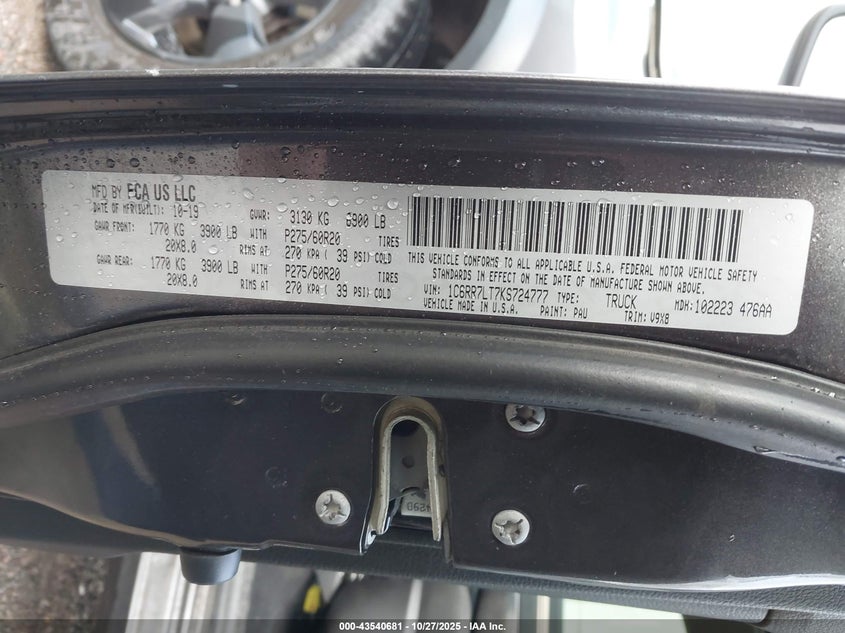 MFD BY FCA US LLC
DATE OF MFR(BUILT): 10-19 GVWR: 3130 KG 6900 LB
GAWR FRONT: 1770 KG 3900 LB WITH P275/60R20 TIRES
20X8.0 RIMS AT 270 KPA ( 39 PSI) COLD
GAWR REAR: 1770 KG 3900 LB WITH P275/60R20 TIRES
20X8.0 RIMS AT 270 KPA ( 39 PSI) COLD
THIS VEHICLE CONFORMS TO ALL APPLICABLE U.S.A. FEDERAL MOTOR VEHICLE SAFETY
STANDARDS IN EFFECT ON THE DATE OF MANUFACTURE SHOWN ABOVE.
VIN: 1C6RR7LT7KS724777 TYPE: TRUCK MDH:102223 476AA
VEHICLE MADE IN U.S.A. PAINT: PAU TRIM: V9X8
000-43540681 | 10/27/2025 - IAA Inc.